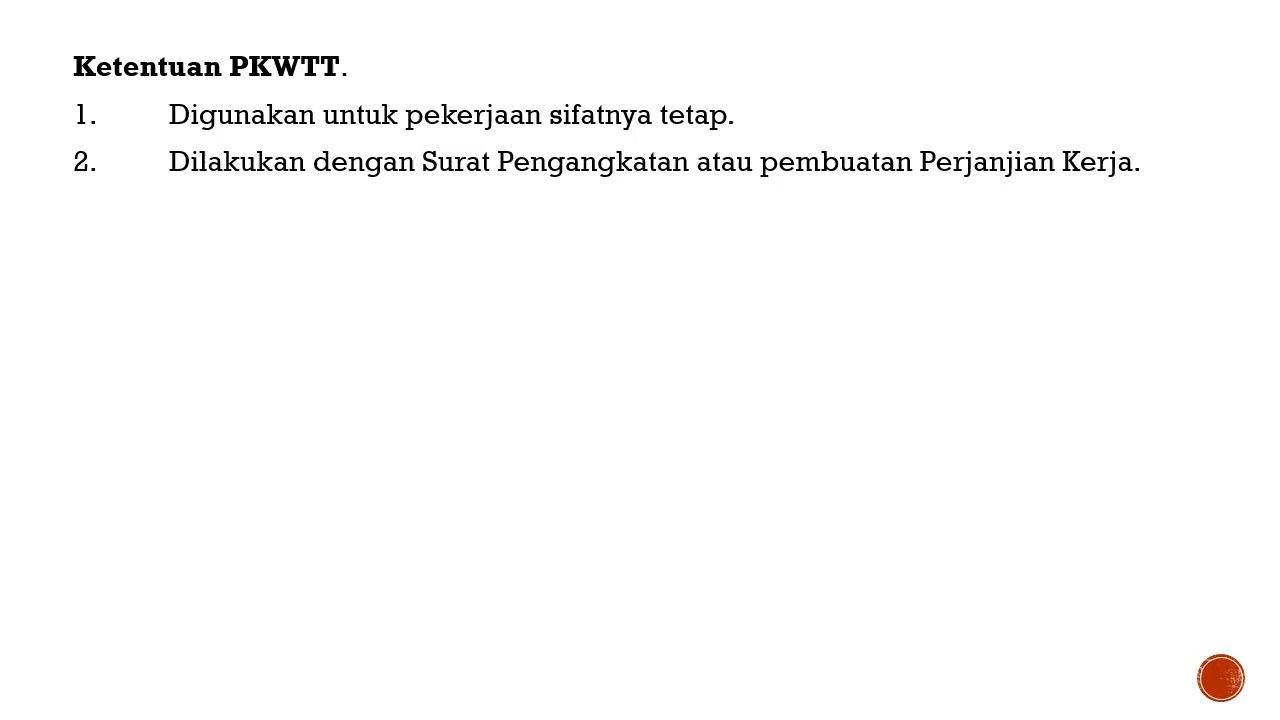 Ketentuan PKWTT.
1. Digunakan untuk pekerjaan sifatnya tetap.
2. Dilakukan dengan Surat Pengangkatan atau pembuatan Perjanjian Kerja.